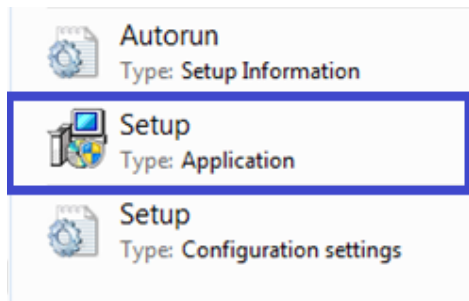 Autorun
Type: Setup Information
Setup
Type: Application
Setup
Type: Configuration settings